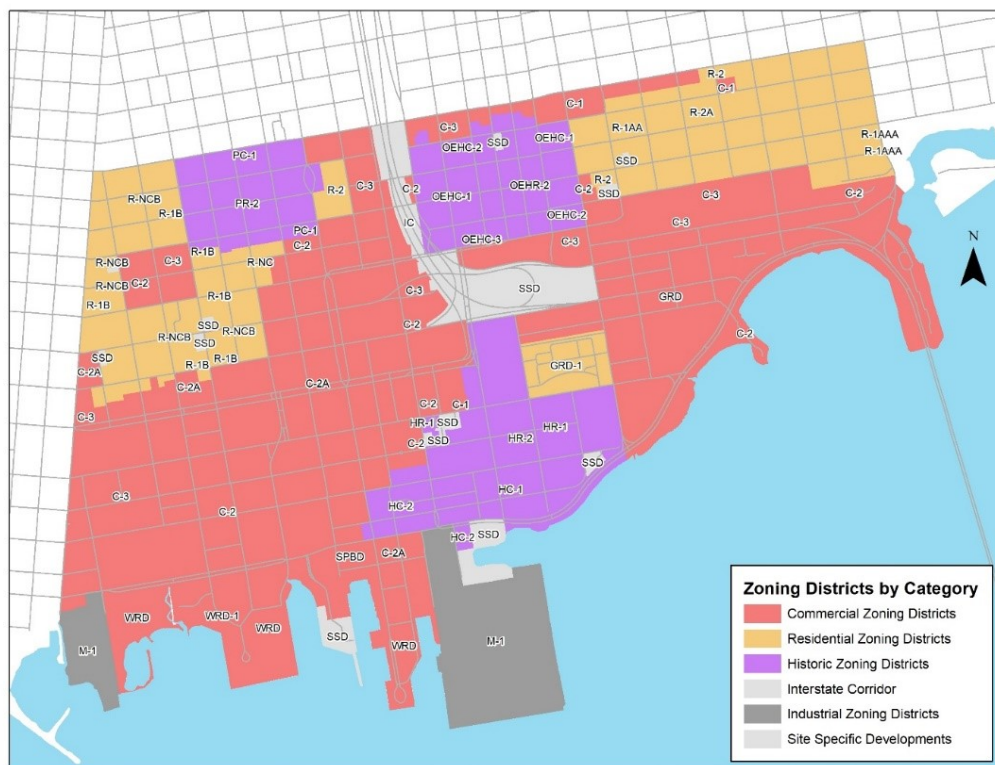 R-2
C-1
C-1
R-2A
C-3
R-1AA
OEHC-1
OEHC-2
SSD
R-1AAA
R-1AAA
PC-1
SSD
R-2
C-3
C-2
OEHR-2
R-2
SSD
C-2
R-NCB
PR-2
OEHC-1
C-2
C-3
R-1B
OEHC-2
IC
C-3
PC-1
OEHC-3
C-3
R-1B
C-2
R-NCB
C-3
R-NC
N
R-NCB
C-2
C-3
SSD
R-1B
R-1B
GRD
SSD
R-NCB
R-NCB
SSD
C-2
C-2
SSD
R-1B
GRD-1
C-2A
C-2A
C-2A
C-3
C-2
C-1
HR-1
SSD
HR-1
C-2
SSD
HR-2
SSD
C-3
HC-1
C-2
HC-2
HC-2
SSD
SPBD
C-2A
WRD
WRD-1
WRD
SSD
WRD
M-1
M-1
Zoning Districts by Category
Commercial Zoning Districts
Residential Zoning Districts
Historic Zoning Districts
Interstate Corridor
Industrial Zoning Districts
Site Specific Developments